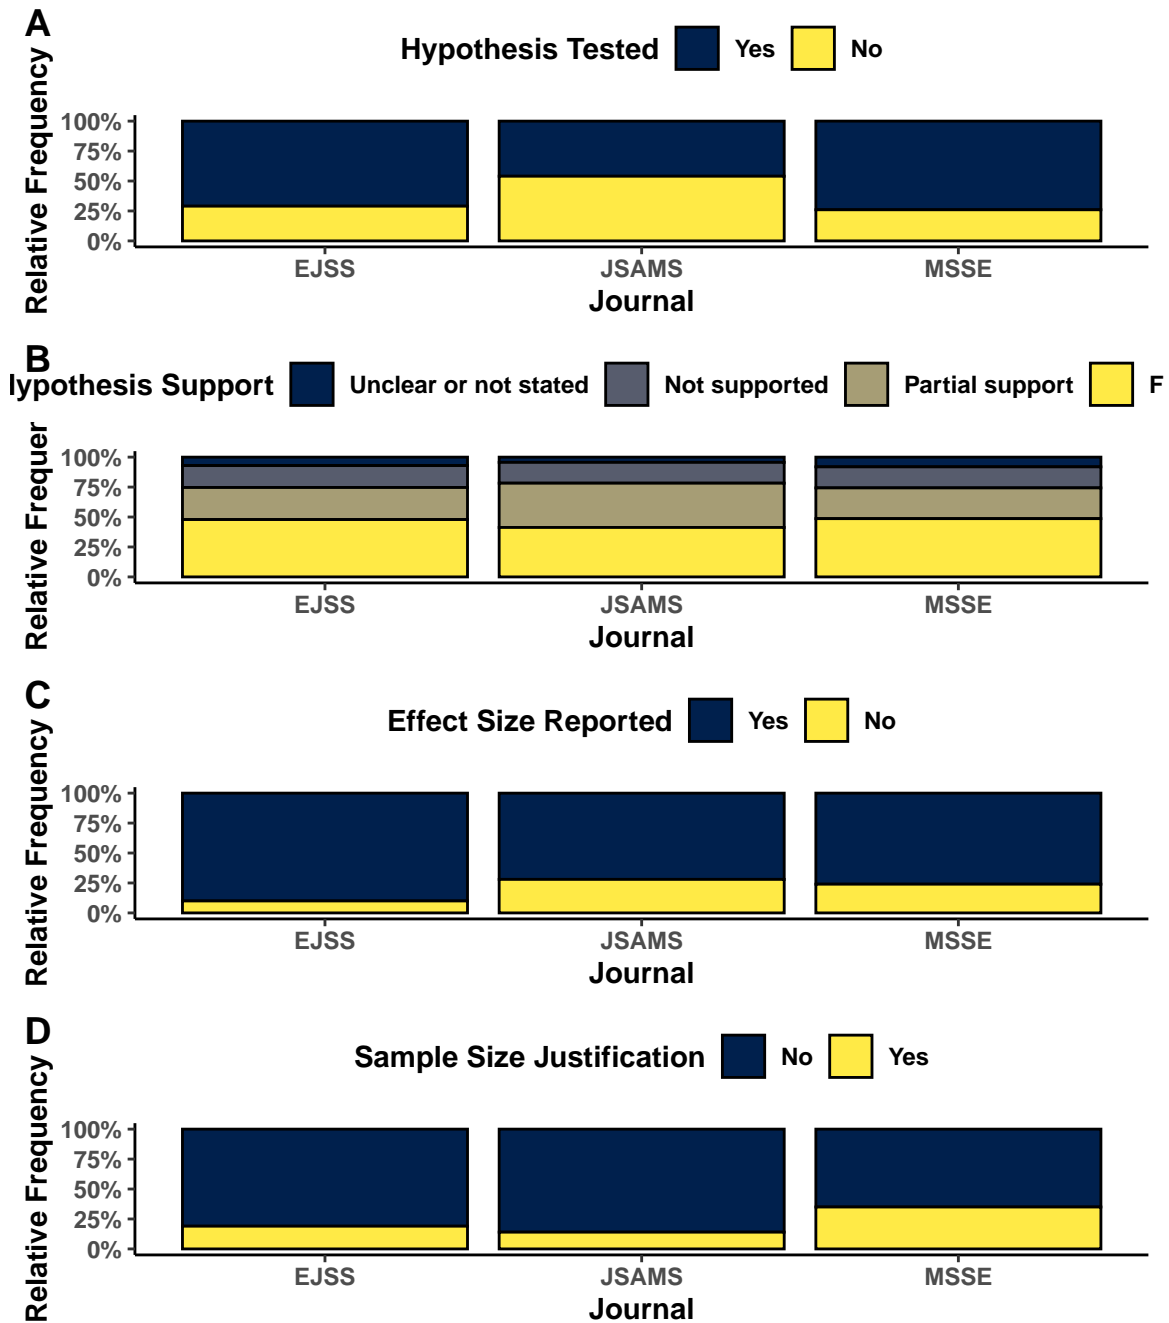 A
Hypothesis Tested Yes No
Relative Frequency
100%
75%
50%
25%
0%
EJSS JSAMS MSSE
Journal
B
ypothesis Support Unclear or not stated Not supported Partial support F
Relative Frequer
100%
75%
50%
25%
0%
EJSS JSAMS MSSE
Journal
C
Effect Size Reported Yes No
Relative Frequency
100%
75%
50%
25%
0%
EJSS JSAMS MSSE
Journal
D
Sample Size Justification No Yes
Relative Frequency
100%
75%
50%
25%
0%
EJSS JSAMS MSSE
Journal